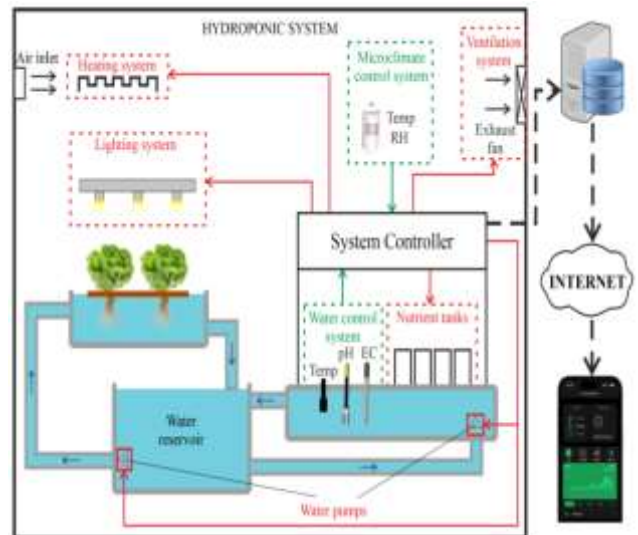 HYDROPONIC SYSTEM
Air inlet
Heating system
Microclimate
control system
Temp
RH
Ventilation
system
Exhaust
fan
Lighting system
System Controller
INTERNET
Water control
system
pH EC
Temp
Nutrient tasks
Water
reservoir
Water pumps